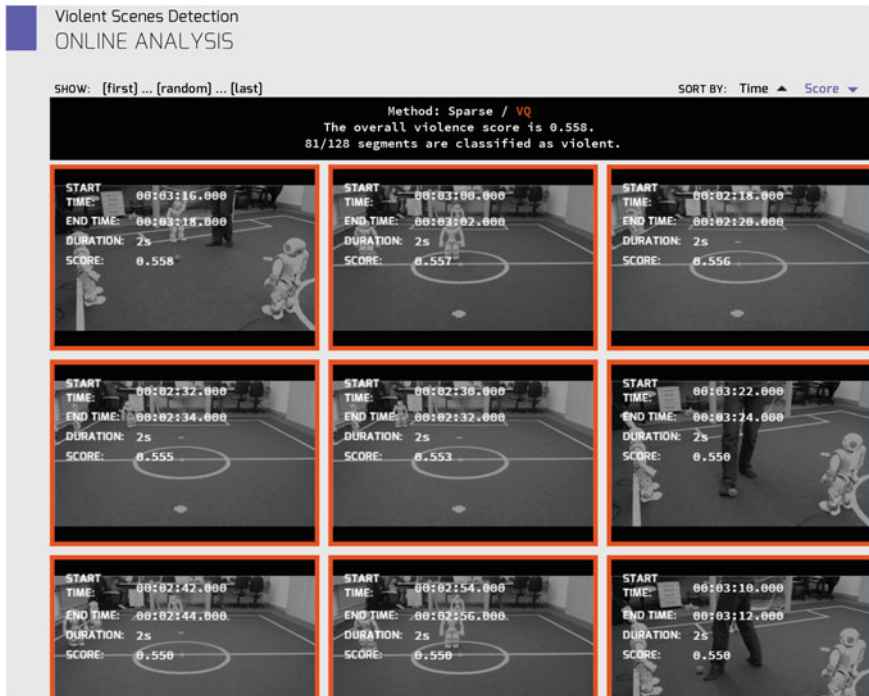 Violent Scenes Detection
ONLINE ANALYSIS
SHOW: [first] ... [random] ... [last]
SORT BY: Time ▲ Score ▼
Method: Sparse / VQ
The overall violence score is 0.558.
81/128 segments are classified as violent.
START
TIME: 00:03:16.000
END TIME: 00:03:18.000
DURATION: 2s
SCORE: 0.558
START
TIME: 00:03:00.000
END TIME: 00:03:02.000
DURATION: 2s
SCORE: 0.557
START
TIME: 00:02:18.000
END TIME: 00:02:20.000
DURATION: 2s
SCORE: 0.556
START
TIME: 00:02:32.000
END TIME: 00:02:34.000
DURATION: 2s
SCORE: 0.555
START
TIME: 00:02:30.000
END TIME: 00:02:32.000
DURATION: 2s
SCORE: 0.553
START
TIME: 00:03:22.000
END TIME: 00:03:24.000
DURATION: 2s
SCORE: 0.550
START
TIME: 00:02:42.000
END TIME: 00:02:44.000
DURATION: 2s
SCORE: 0.550
START
TIME: 00:02:54.000
END TIME: 00:02:56.000
DURATION: 2s
SCORE: 0.550
START
TIME: 00:03:10.000
END TIME: 00:03:12.000
DURATION: 2s
SCORE: 0.550